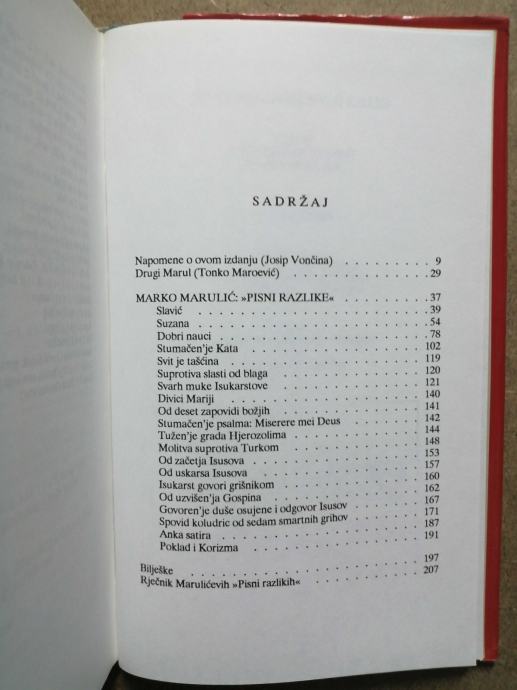 SADRŽAJ
Napomene o ovom izdanju (Josip Vončina) . . . . . . . . . 9
Drugi Marul (Tonko Maroević) . . . . . . . . . . . . 29
MARKO MARULIĆ: »PISNI RAZLIKE« . . . . . . . . . 37
Slavić . . . . . . . . . . . . . . . . . . . 39
Suzana . . . . . . . . . . . . . . . . . . . 54
Dobri nauci . . . . . . . . . . . . . . . . . 78
Stumačen'je Kata . . . . . . . . . . . . . . . 102
Svit je tašćina . . . . . . . . . . . . . . . . 119
Suprotiva slasti od blaga . . . . . . . . . . . . 120
Svarh muke Isukarstove . . . . . . . . . . . . 121
Divici Mariji . . . . . . . . . . . . . . . . . 140
Od deset zapovidi božjih . . . . . . . . . . . . 141
Stumačen'je psalma: Miserere mei Deus . . . . . . . 142
Tužen'je grada Hjerozolima . . . . . . . . . . . 144
Molitva suprotiva Turkom . . . . . . . . . . . . 148
Od začetja Isusova . . . . . . . . . . . . . . 153
Od uskarsa Isusova . . . . . . . . . . . . . . 157
Isukarst govori grišnikom . . . . . . . . . . . . 160
Od uzvišen'ja Gospina . . . . . . . . . . . . . 162
Govoren'je duše osujene i odgovor Isusov . . . . . . 167
Spovid koludric od sedam smartnih grihov . . . . . . 171
Anka satira . . . . . . . . . . . . . . . . . 187
Poklad i Korizma . . . . . . . . . . . . . . . 191
Bilješke . . . . . . . . . . . . . . . . . . . 197
Rječnik Marulićevih »Pisni razlikih« . . . . . . . . . 207